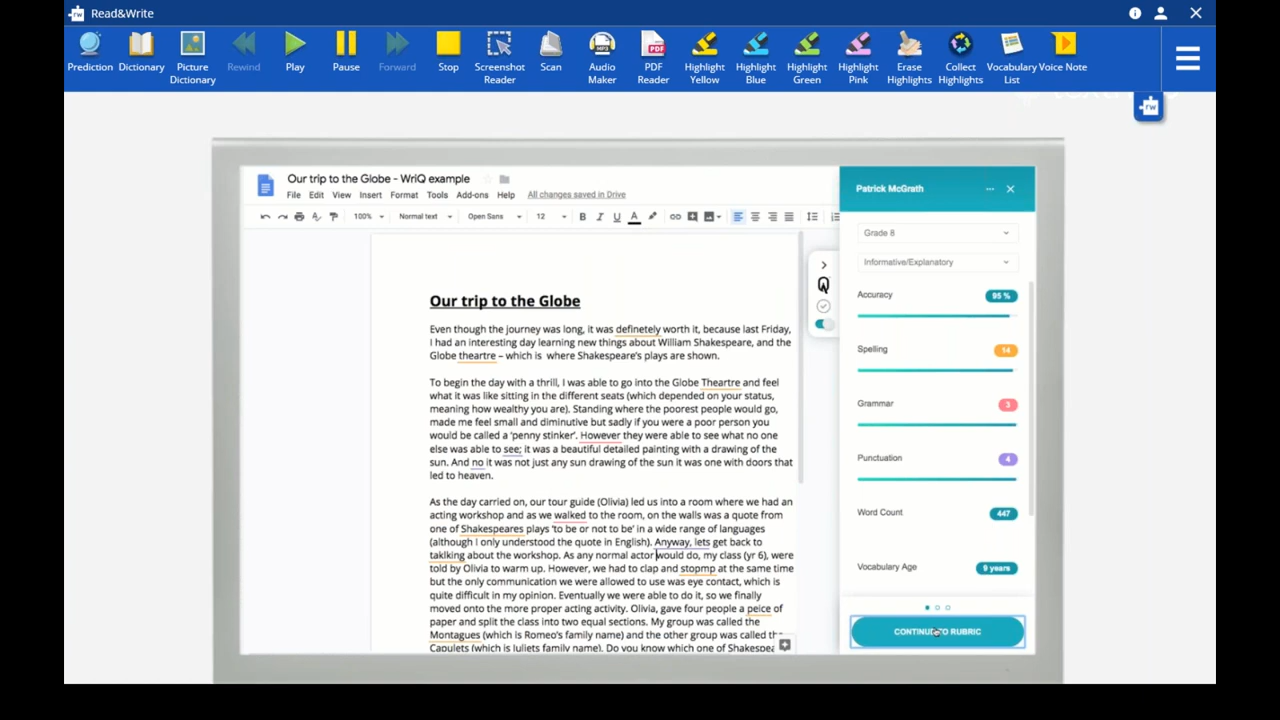 Read&Write
Prediction
Dictionary
Picture
Dictionary
Rewind
Play
Pause
Forward
Stop
Screenshot
Reader
Scan
MP3
Audio
Maker
PDF
PDF
Reader
Highlight
Yellow
Highlight
Blue
Highlight
Green
Highlight
Pink
Erase
Highlights
Collect
Highlights
Vocabulary
List
Voice Note
rw
Our trip to the Globe - WriQ example
File Edit View Insert Format Tools Add-ons Help All changes saved in Drive
100% Normal text Open Sans 12 B I U A
Our trip to the Globe
Even though the journey was long, it was definetely worth it, because last Friday,
I had an interesting day learning new things about William Shakespeare, and the
Globe theartre – which is where Shakespeare's plays are shown.
To begin the day with a thrill, I was able to go into the Globe Theartre and feel
what it was like sitting in the different seats (which depended on your status,
meaning how wealthy you are). Standing where the poorest people would go,
made me feel small and diminutive but sadly if you were a poor person you
would be called a 'penny stinker'. However they were able to see what no one
else was able to see; it was a beautiful detailed painting with a drawing of the
sun. And no it was not just any sun drawing of the sun it was one with doors that
led to heaven.
As the day carried on, our tour guide (Olivia) led us into a room where we had an
acting workshop and as we walked to the room, on the walls was a quote from
one of Shakespeares plays 'to be or not to be' in a wide range of languages
(although I only understood the quote in English). Anyway, lets get back to
taklking about the workshop. As any normal actor would do, my class (yr 6), were
told by Olivia to warm up. However, we had to clap and stopmp at the same time
but the only communication we were allowed to use was eye contact, which is
quite difficult in my opinion. Eventually we were able to do it, so we finally
moved onto the more proper acting activity. Olivia, gave four people a peice of
paper and split the class into two equal sections. My group was called the
Montagues (which is Romeo's family name) and the other group was called the
Capulets (which is Juliets family name). Do you know which one of Shakespea
Q
Patrick McGrath
Grade 8
Informative/Explanatory
Accuracy 95 %
Spelling 14
Grammar 3
Punctuation 4
Word Count 447
Vocabulary Age 9 years
CONTINUE TO RUBRIC